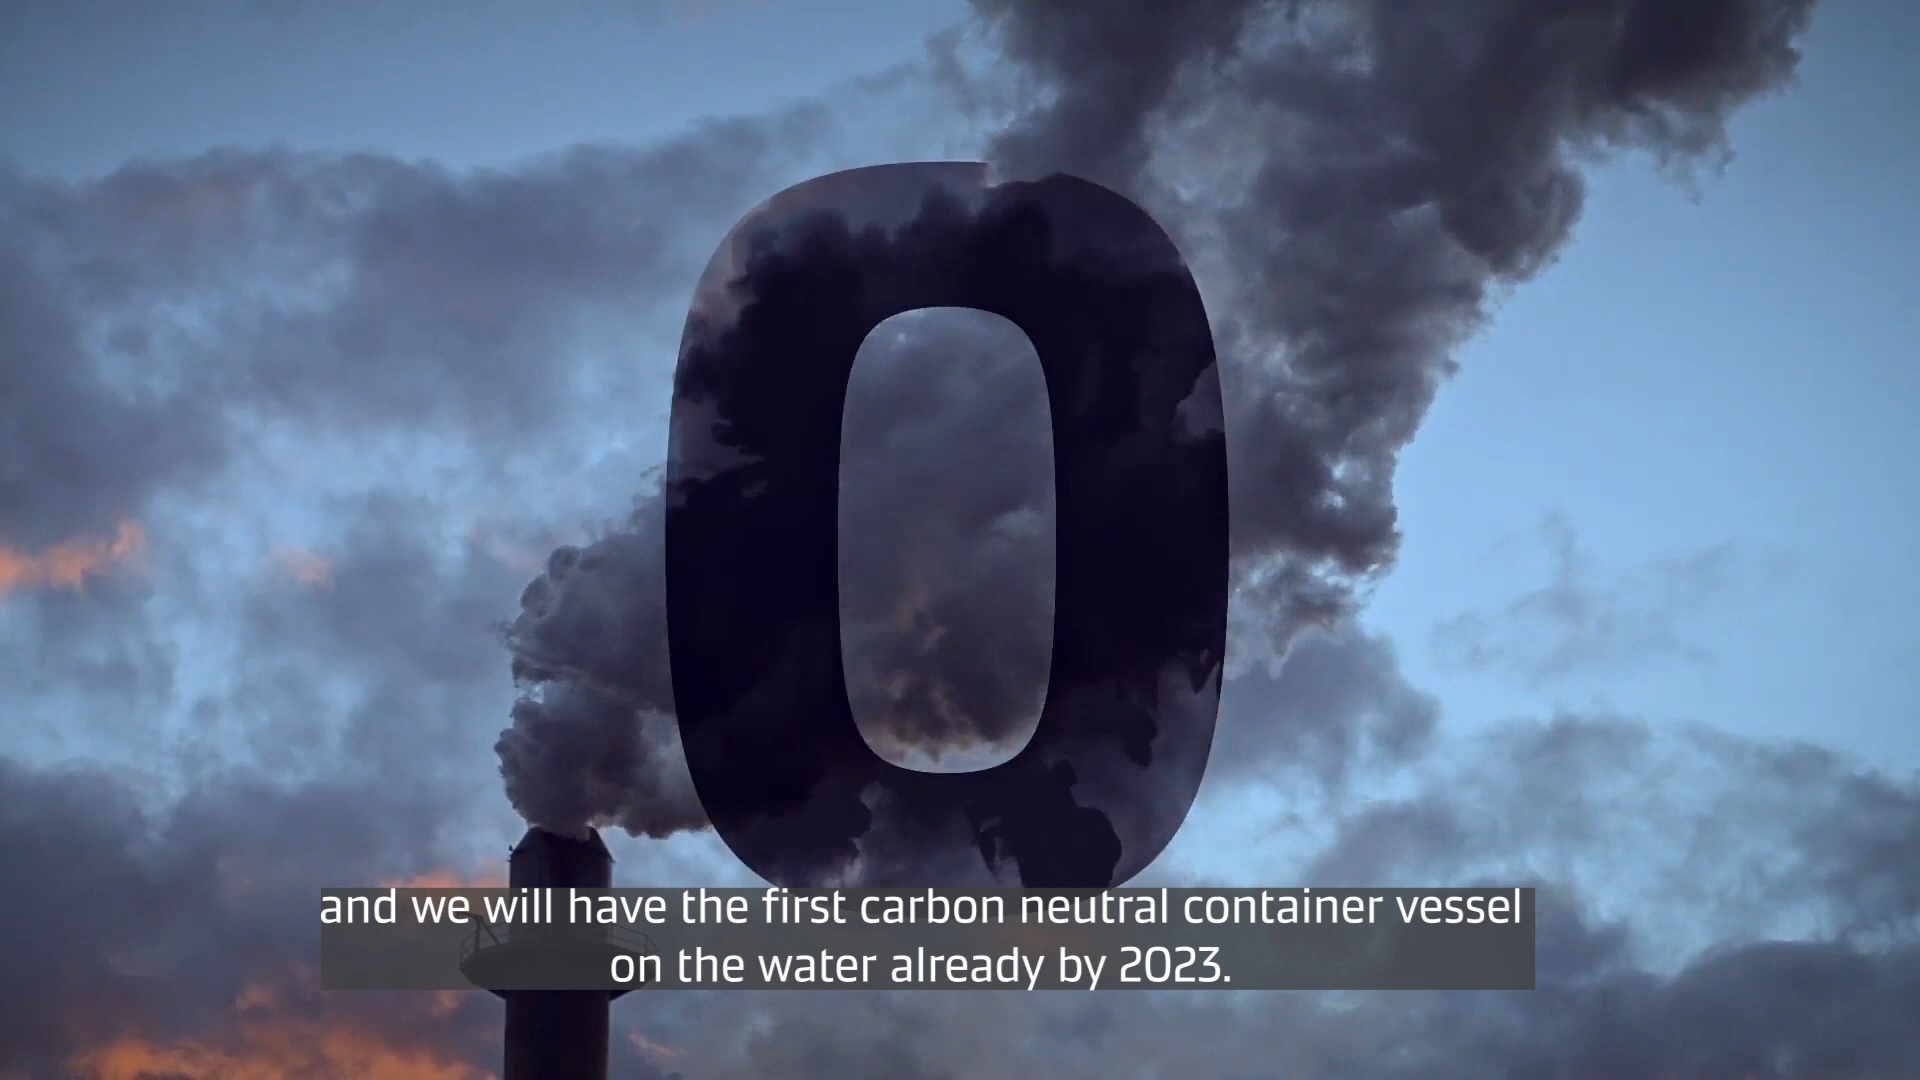 0
and we will have the first carbon neutral container vessel
on the water already by 2023.